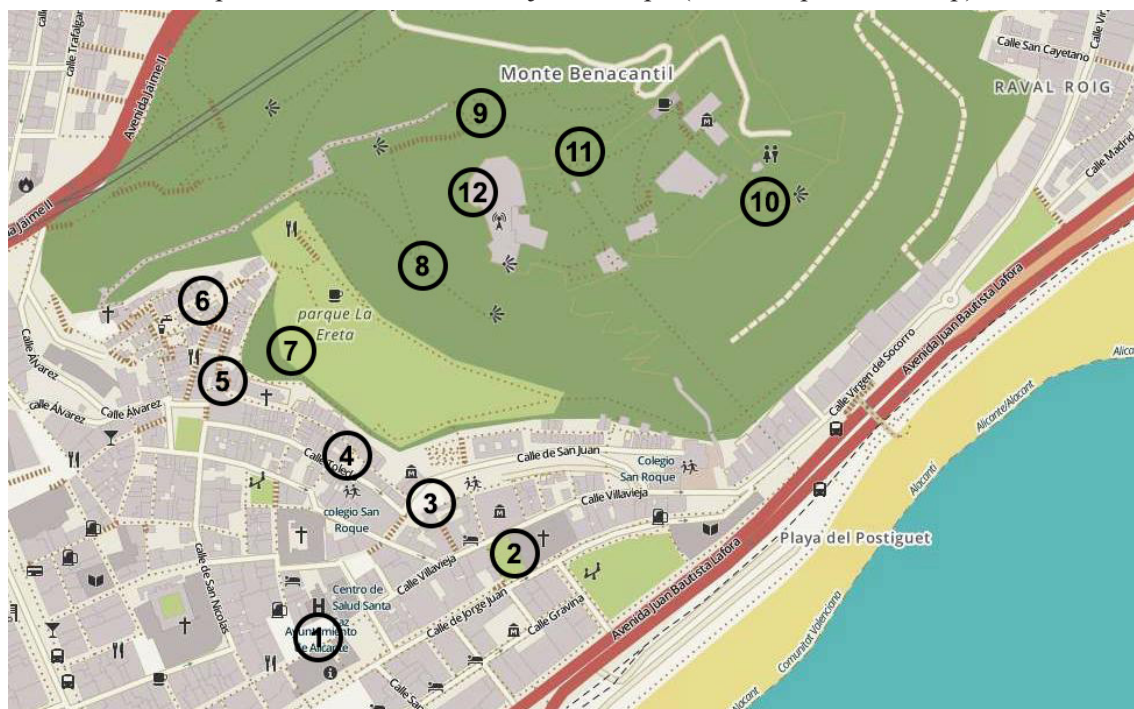 Calle Trafalgar
Avenida Jaime II
Monte Benacantil
Calle San Cayetano
RAVAL ROIG
Calle Madrid
9
11
12
10
8
6
parque La
Ereta
7
5
Calle Álvarez
Calle Álvarez
Calle Álvarez
4
3
Calle de San Juan
Colegio
San Roque
Calle Villavieja
colegio San
Roque
2
Calle Villavieja
Calle de Jorge Juan
Calle Gravina
calle de San Nicolas
H
Centro de
Salud Santa
Ayuntamiento
de Alicante
1
Avenida Juan Bautista Lafora
Avenida Juan Bautista Lafora
Calle Virgen del Socorro
Playa del Postiguet
Alicante/Alacant
Alacantí
Comunitat Valenciana
Alacant